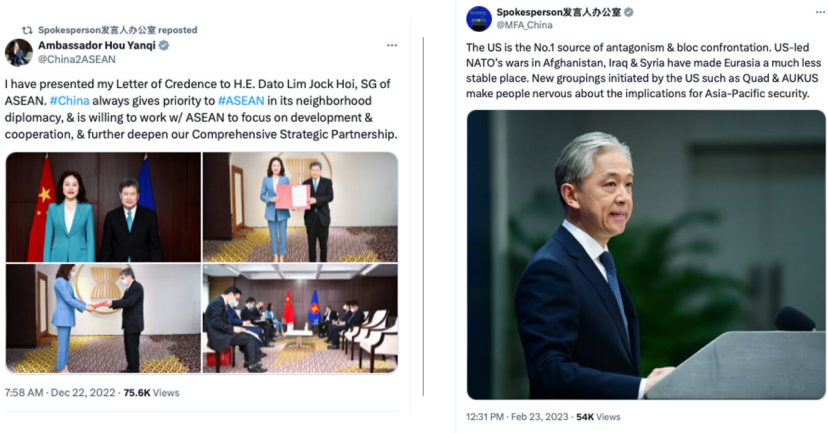 Spokesperson发言人办公室 reposted
Ambassador Hou Yanqi
@China2ASEAN
I have presented my Letter of Credence to H.E. Dato Lim Jock Hoi, SG of
ASEAN. #China always gives priority to #ASEAN in its neighborhood
diplomacy, & is willing to work w/ ASEAN to focus on development &
cooperation, & further deepen our Comprehensive Strategic Partnership.
7:58 AM · Dec 22, 2022 · 75.6K Views
Spokesperson发言人办公室
@MFA_China
The US is the No.1 source of antagonism & bloc confrontation. US-led
NATO's wars in Afghanistan, Iraq & Syria have made Eurasia a much less
stable place. New groupings initiated by the US such as Quad & AUKUS
make people nervous about the implications for Asia-Pacific security.
12:31 PM · Feb 23, 2023 · 54K Views